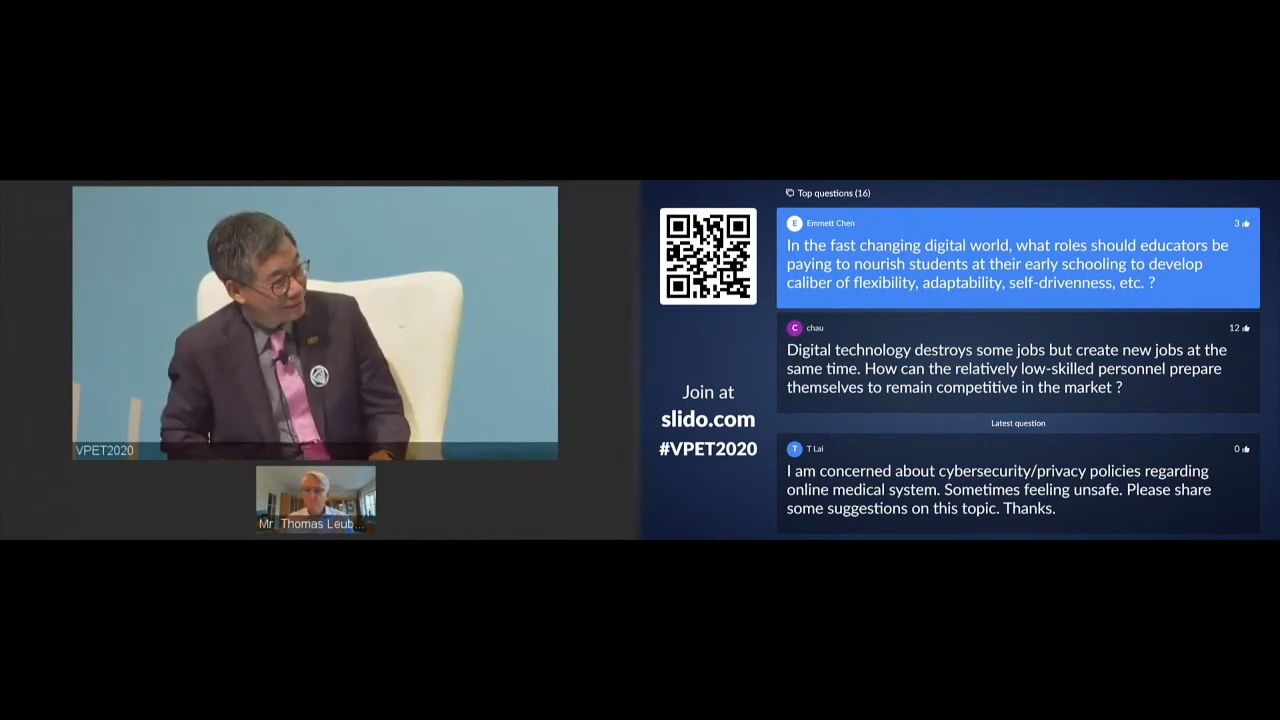 VPET2020
Mr. Thomas Leub...
Top questions (16)
Join at
slido.com
#VPET2020
E Emmett Chen 3
In the fast changing digital world, what roles should educators be
paying to nourish students at their early schooling to develop
caliber of flexibility, adaptability, self-drivenness, etc. ?
C chau 12
Digital technology destroys some jobs but create new jobs at the
same time. How can the relatively low-skilled personnel prepare
themselves to remain competitive in the market ?
Latest question
T T Lai 0
I am concerned about cybersecurity/privacy policies regarding
online medical system. Sometimes feeling unsafe. Please share
some suggestions on this topic. Thanks.